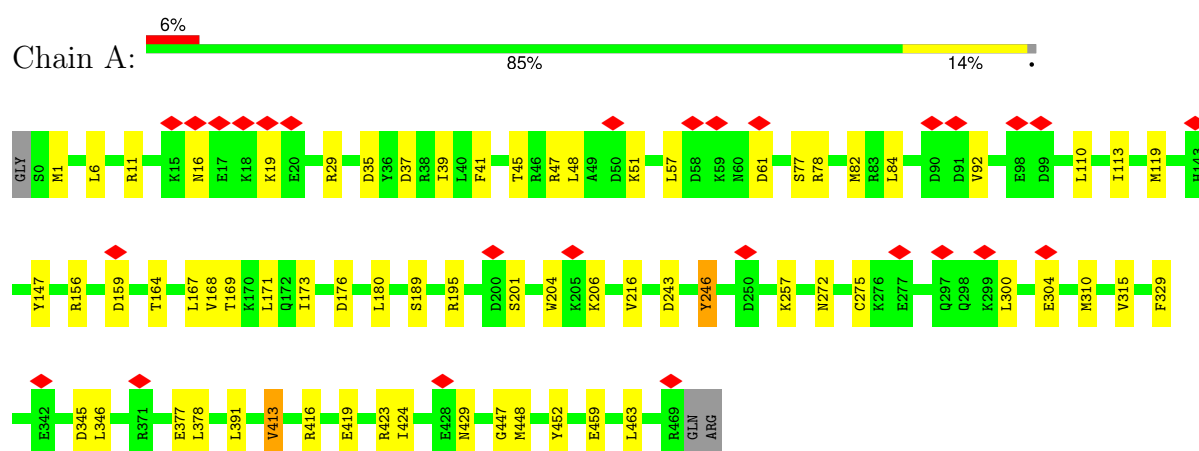 6%
Chain A:
85% 14% •
GLY S0 M1 L6 R11 K15 N16 E17 K18 K19 E20 R29 D35 Y36 D37 R38 I39 L40 F41 T45 R46 R47 L48 A49 D50 K51 L57 D58 K59 N60 D61 S77 R78 M82 R83 L84 D90 D91 V92 E98 D99 L110 I113 M119 H143
Y147 R156 D159 T164 L167 V168 T169 K170 L171 Q172 I173 D176 L180 S189 R195 D200 S201 W204 K205 K206 V216 D243 Y246 D250 K257 N272 C275 K276 E277 Q297 Q298 K299 L300 E304 M310 V315 F329
E342 D345 L346 R371 E377 L378 L391 V413 R416 E419 R423 I424 E428 N429 G447 M448 Y452 E459 L463 R469 GLN ARG